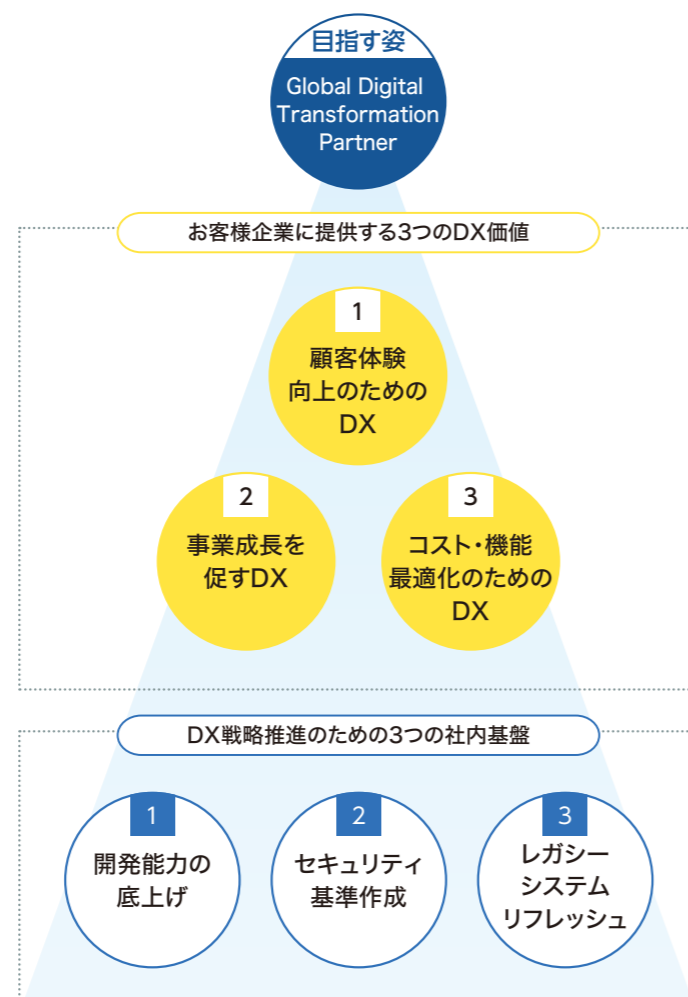 目指す姿
Global Digital
Transformation
Partner
お客様企業に提供する3つのDX価値
1
顧客体験
向上のための
DX
2
事業成長を
促すDX
3
コスト・機能
最適化のための
DX
DX戦略推進のための3つの社内基盤
1
開発能力の
底上げ
2
セキュリティ
基準作成
3
レガシー
システム
リフレッシュ